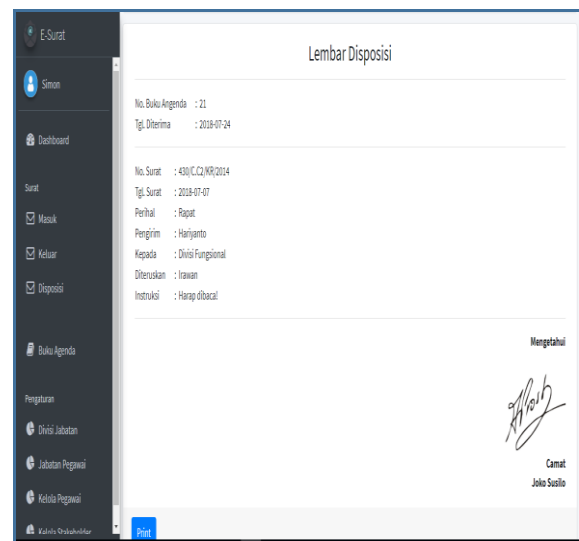 E-Surat
Simon
Dashboard
Surat
Masuk
Keluar
Disposisi
Buku Agenda
Pengaturan
Divisi Jabatan
Jabatan Pegawai
Kelola Pegawai
Kelola Stakeholder
Lembar Disposisi
No. Buku Angenda : 21
Tgl. Diterima : 2018-07-24
No. Surat : 430/C.C2/KR/2014
Tgl. Surat : 2018-07-07
Perihal : Rapat
Pengirim : Hariyanto
Kepada : Divisi Fungsional
Diteruskan : Irawan
Instruksi : Harap dibaca!
Mengetahui
Camat
Joko Susilo
Print